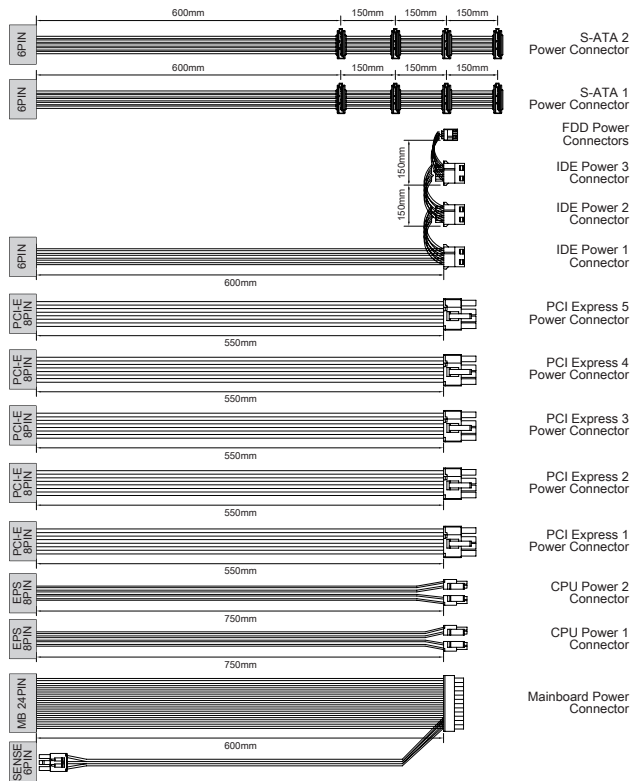 600mm
150mm
150mm
150mm
6PIN
S-ATA 2
Power Connector
600mm
150mm
150mm
150mm
6PIN
S-ATA 1
Power Connector
FDD Power
Connectors
150mm
IDE Power 3
Connector
150mm
IDE Power 2
Connector
6PIN
IDE Power 1
Connector
600mm
PCI-E
8PIN
PCI Express 5
Power Connector
550mm
PCI-E
8PIN
PCI Express 4
Power Connector
550mm
PCI-E
8PIN
PCI Express 3
Power Connector
550mm
PCI-E
8PIN
PCI Express 2
Power Connector
550mm
PCI-E
8PIN
PCI Express 1
Power Connector
550mm
EPS
8PIN
CPU Power 2
Connector
750mm
EPS
8PIN
CPU Power 1
Connector
750mm
MB 24PIN
Mainboard Power
Connector
600mm
SENSE
6PIN